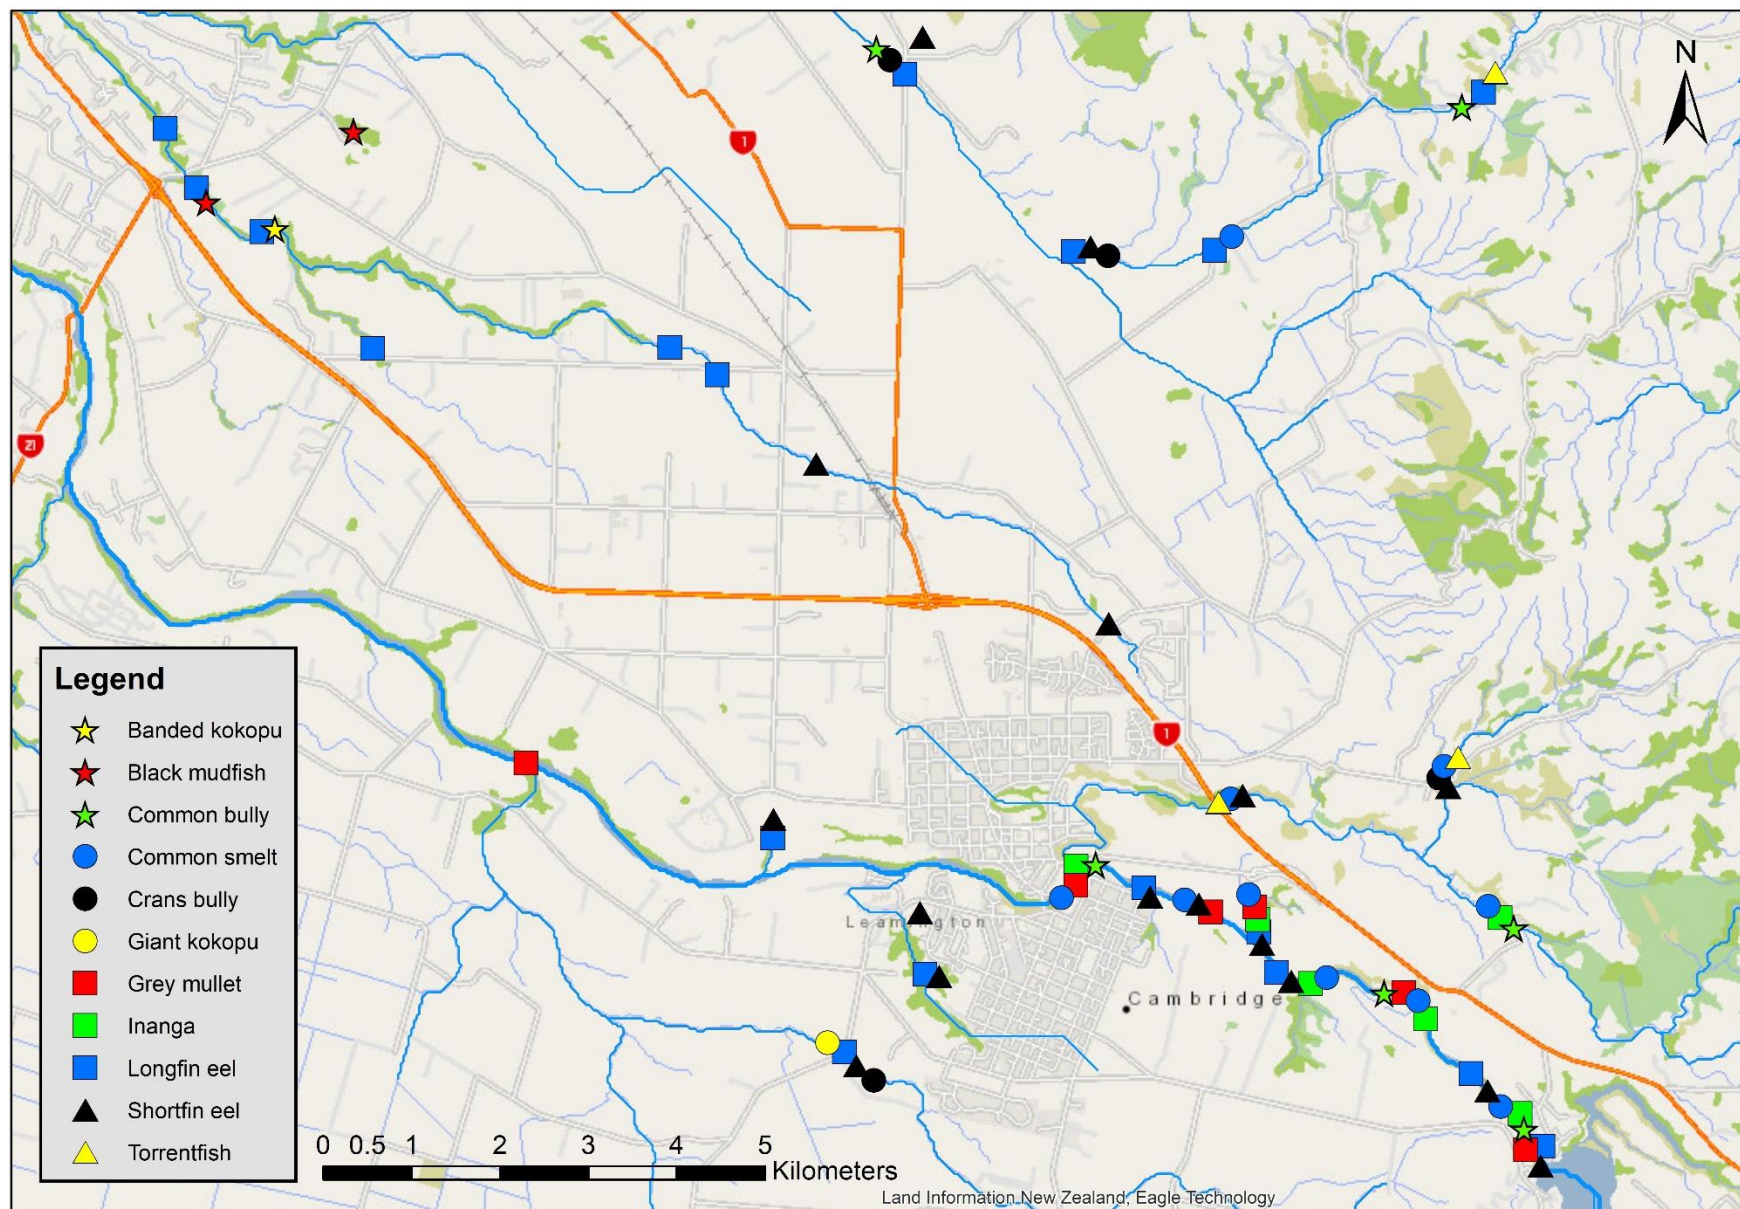 N
1
21
1
Leamington
Cambridge
Legend
Banded kokopu
Black mudfish
Common bully
Common smelt
Crans bully
Giant kokopu
Grey mullet
Inanga
Longfin eel
Shortfin eel
Torrentfish
0 0.5 1 2 3 4 5
Kilometers
Land Information New Zealand, Eagle Technology